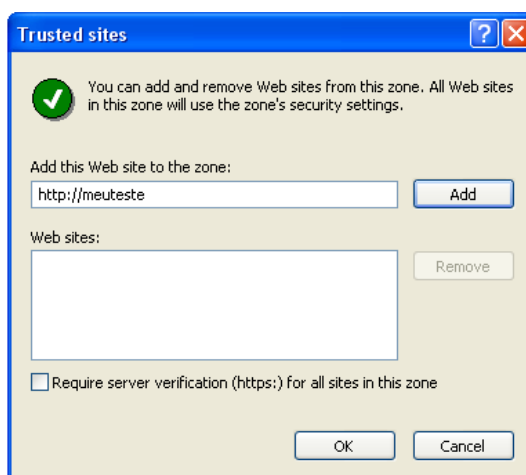 Trusted sites
You can add and remove Web sites from this zone. All Web sites
in this zone will use the zone's security settings.
Add this Web site to the zone:
http://meuteste
Add
Web sites:
Remove
Require server verification (https:) for all sites in this zone
OK
Cancel